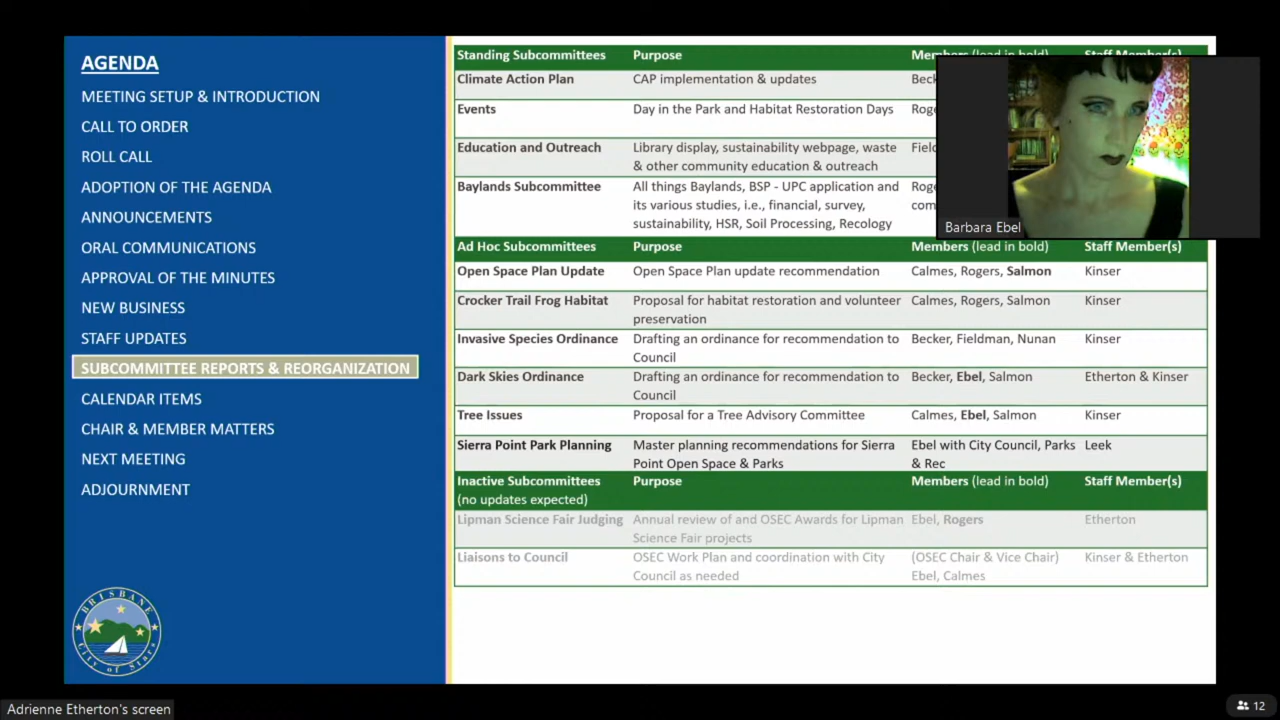 AGENDA
MEETING SETUP & INTRODUCTION
CALL TO ORDER
ROLL CALL
ADOPTION OF THE AGENDA
ANNOUNCEMENTS
ORAL COMMUNICATIONS
APPROVAL OF THE MINUTES
NEW BUSINESS
STAFF UPDATES
SUBCOMMITTEE REPORTS & REORGANIZATION
CALENDAR ITEMS
CHAIR & MEMBER MATTERS
NEXT MEETING
ADJOURNMENT
BRISBANE
City of Stars
Standing Subcommittees Purpose Members (lead in bold) Staff Member(s)
Climate Action Plan CAP implementation & updates
Events Day in the Park and Habitat Restoration Days
Education and Outreach Library display, sustainability webpage, waste
& other community education & outreach
Baylands Subcommittee All things Baylands, BSP - UPC application and
its various studies, i.e., financial, survey,
sustainability, HSR, Soil Processing, Recology
Barbara Ebel
Ad Hoc Subcommittees Purpose Members (lead in bold) Staff Member(s)
Open Space Plan Update Open Space Plan update recommendation Calmes, Rogers, Salmon Kinser
Crocker Trail Frog Habitat Proposal for habitat restoration and volunteer Calmes, Rogers, Salmon Kinser
preservation
Invasive Species Ordinance Drafting an ordinance for recommendation to Becker, Fieldman, Nunan Kinser
Council
Dark Skies Ordinance Drafting an ordinance for recommendation to Becker, Ebel, Salmon Etherton & Kinser
Council
Tree Issues Proposal for a Tree Advisory Committee Calmes, Ebel, Salmon Kinser
Sierra Point Park Planning Master planning recommendations for Sierra Ebel with City Council, Parks Leek
Point Open Space & Parks & Rec
Inactive Subcommittees Purpose Members (lead in bold) Staff Member(s)
(no updates expected)
Lipman Science Fair Judging Annual review of and OSEC Awards for Lipman Ebel, Rogers Etherton
Science Fair projects
Liaisons to Council OSEC Work Plan and coordination with City (OSEC Chair & Vice Chair) Kinser & Etherton
Council as needed Ebel, Calmes
Adrienne Etherton's screen
12